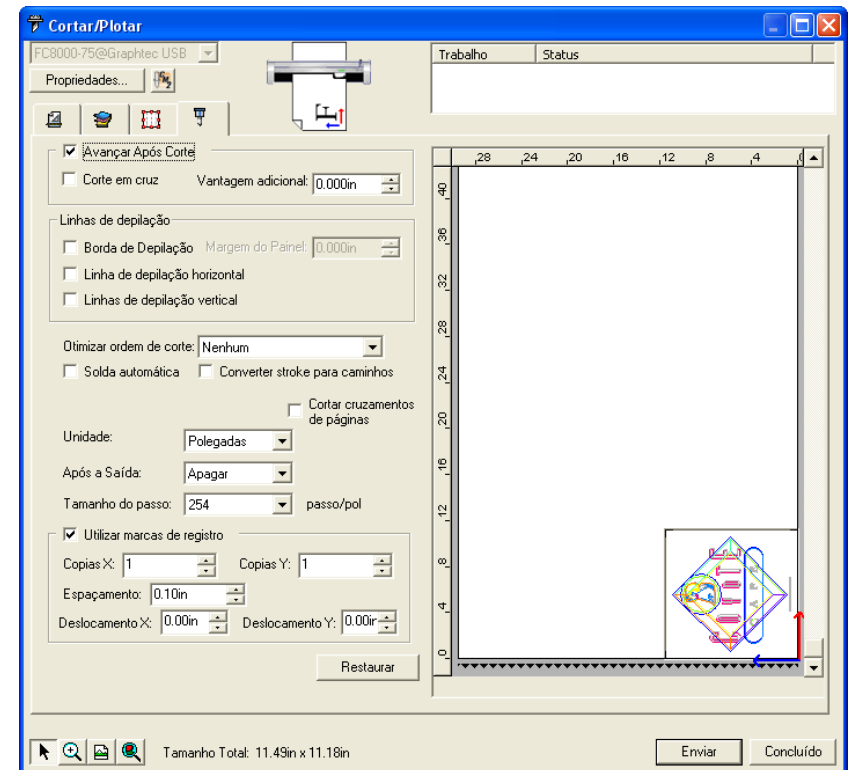 Cortar/Plotar
FC8000-75@Graphtec USB
Propriedades...
Trabalho Status
Avançar Após Corte
Corte em cruz Vantagem adicional: 0.000in
Linhas de depilação
Borda de Depilação Margem do Painel: 0.000in
Linha de depilação horizontal
Linhas de depilação vertical
Otimizar ordem de corte: Nenhum
Solda automática Converter stroke para caminhos
Cortar cruzamentos
de páginas
Unidade: Polegadas
Após a Saída: Apagar
Tamanho do passo: 254 passo/pol
Utilizar marcas de registro
Copias X: 1 Copias Y: 1
Espaçamento: 0.10in
Deslocamento X: 0.00in Deslocamento Y: 0.00ir
Restaurar
28 24 20 16 12 8 4 0
40
36
32
28
24
20
16
12
8
4
0
COYOTE
Tamanho Total: 11.49in x 11.18in
Enviar Concluído